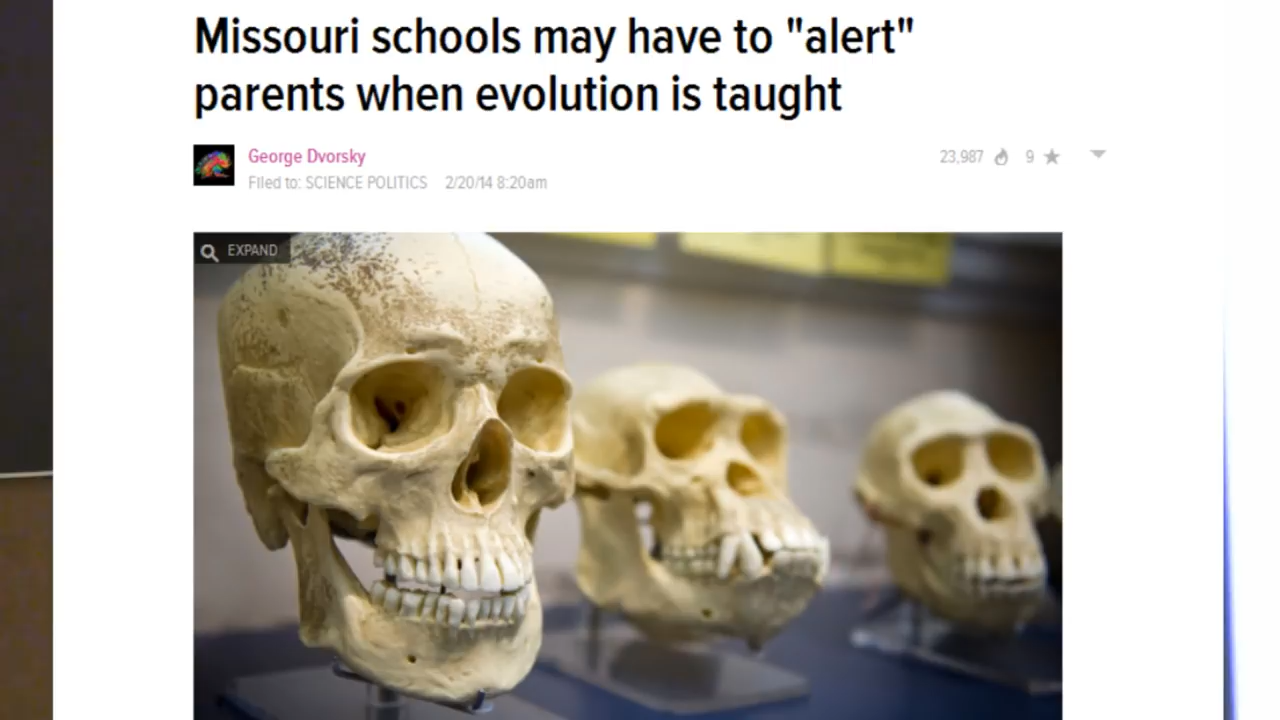 Missouri schools may have to "alert"
parents when evolution is taught
George Dvorsky
23,987 9
Filed to: SCIENCE POLITICS 2/20/14 8:20am
EXPAND